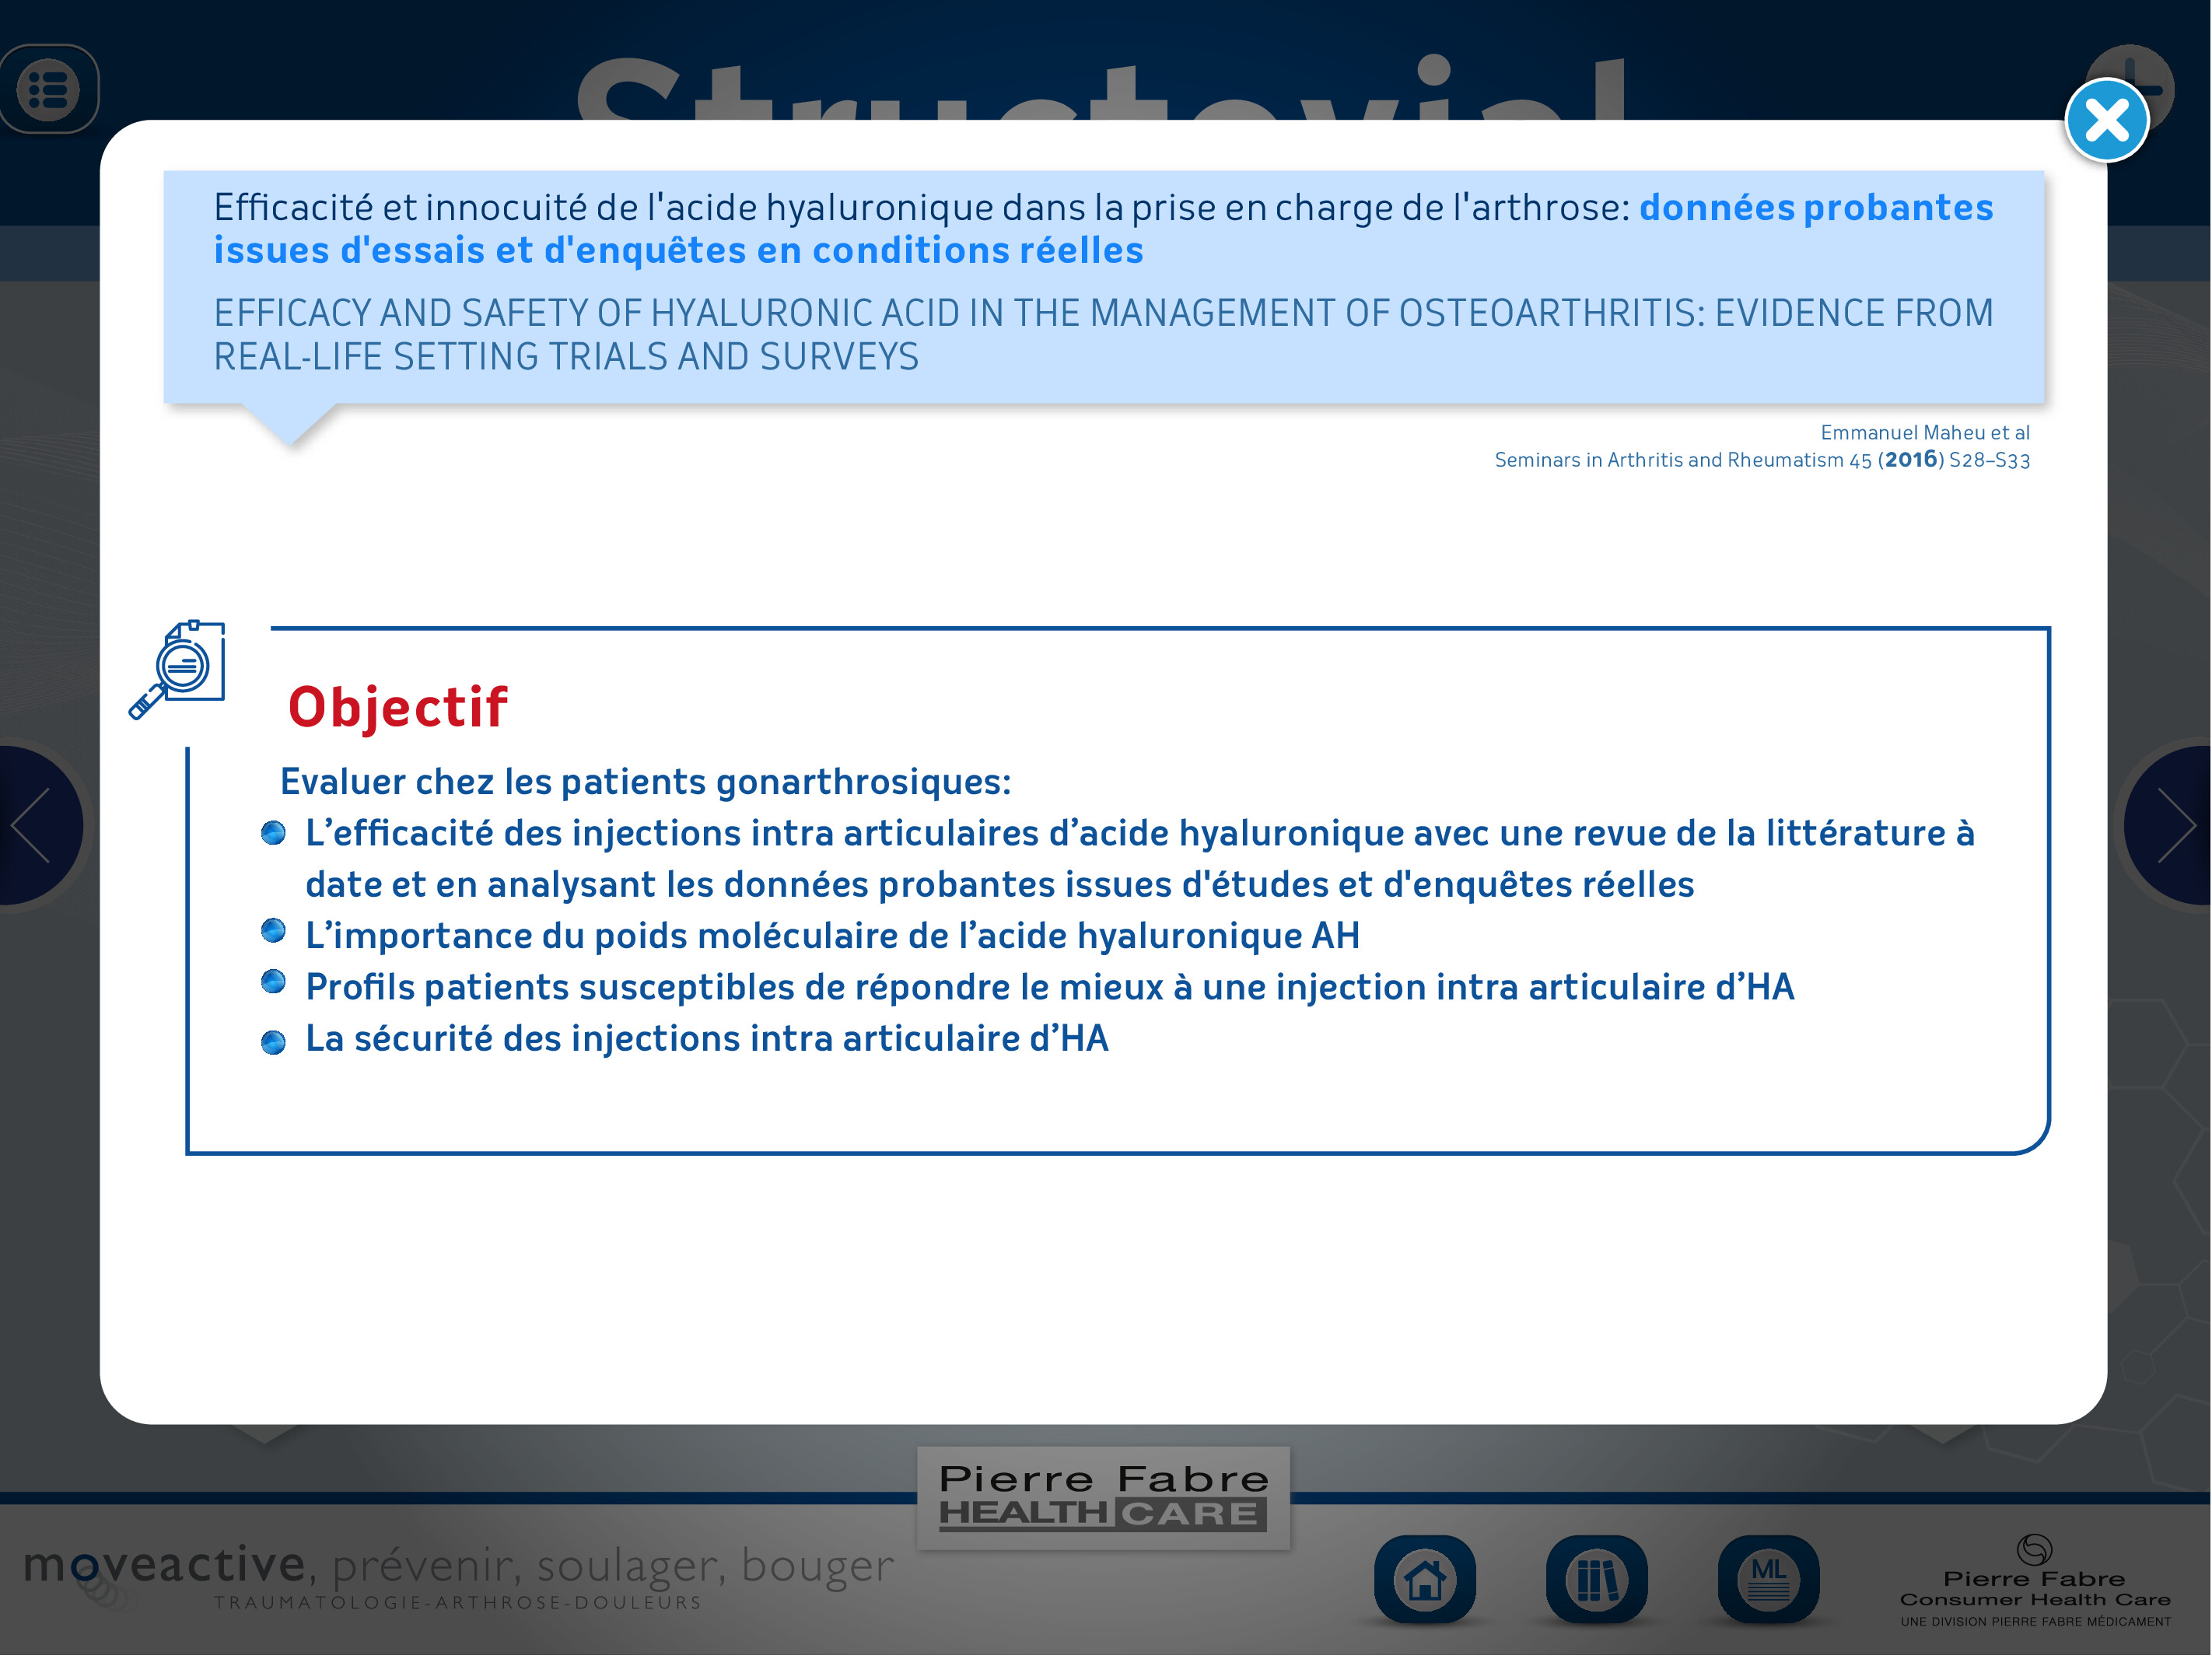 Structovial
Efficacité et innocuité de l'acide hyaluronique dans la prise en charge de l'arthrose: données probantes
issues d'essais et d'enquêtes en conditions réelles
EFFICACY AND SAFETY OF HYALURONIC ACID IN THE MANAGEMENT OF OSTEOARTHRITIS: EVIDENCE FROM
REAL-LIFE SETTING TRIALS AND SURVEYS
Emmanuel Maheu et al
Seminars in Arthritis and Rheumatism 45 (2016) S28–S33
Objectif
Evaluer chez les patients gonarthrosiques:
L’efficacité des injections intra articulaires d’acide hyaluronique avec une revue de la littérature à
date et en analysant les données probantes issues d'études et d'enquêtes réelles
L’importance du poids moléculaire de l’acide hyaluronique AH
Profils patients susceptibles de répondre le mieux à une injection intra articulaire d’HA
La sécurité des injections intra articulaire d’HA
Pierre Fabre
HEALTH CARE
moveactive, prévenir, soulager, bouger
TRAUMATOLOGIE-ARTHROSE-DOULEURS
ML
Pierre Fabre
Consumer Health Care
UNE DIVISION PIERRE FABRE MÉDICAMENT